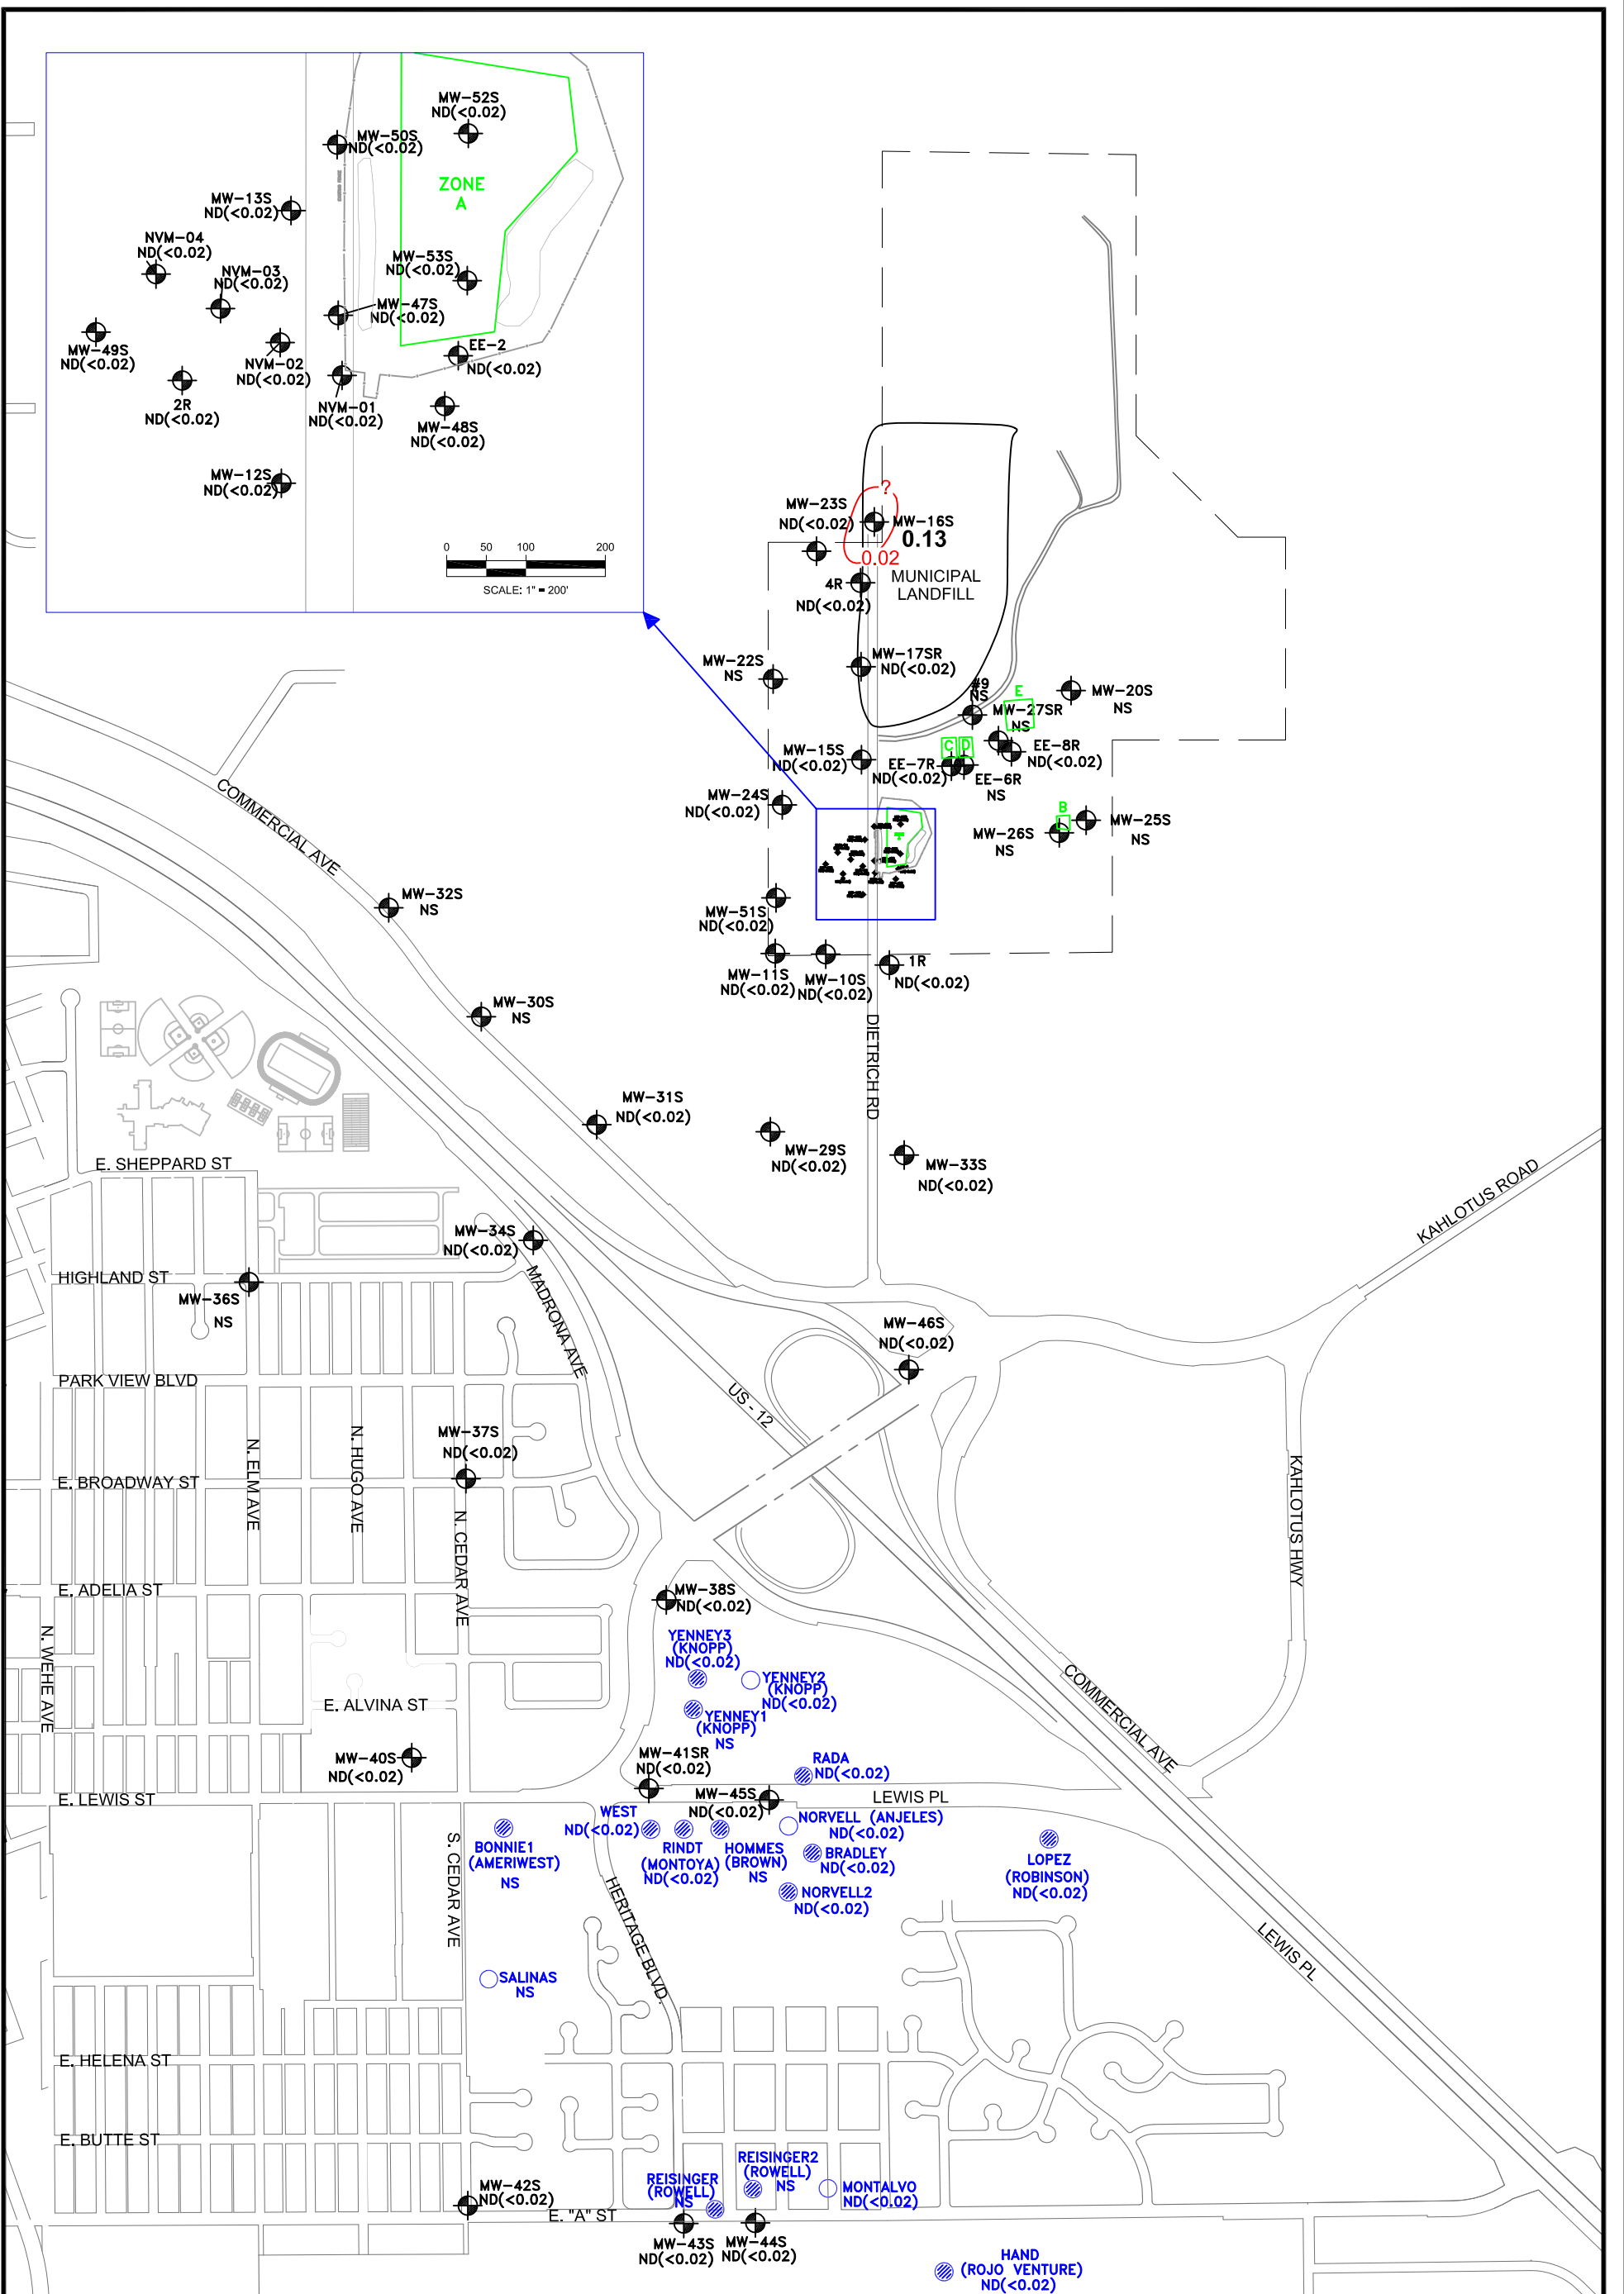 MW-52S
ND(<0.02)
MW-50S
ND(<0.02)
ZONE
A
MW-13S
ND(<0.02)
NVM-04
ND(<0.02)
NVM-03
ND(<0.02)
MW-53S
ND(<0.02)
MW-47S
ND(<0.02)
MW-49S
ND(<0.02)
NVM-02
ND(<0.02)
EE-2
ND(<0.02)
2R
ND(<0.02)
NVM-01
ND(<0.02)
MW-48S
ND(<0.02)
MW-12S
ND(<0.02)
0 50 100 200
SCALE: 1" = 200'
?
MW-23S
ND(<0.02)
MW-16S
0.13
0.02
MUNICIPAL
LANDFILL
4R
ND(<0.02)
MW-17SR
ND(<0.02)
MW-22S
NS
#9
NS
E
MW-20S
NS
MW-27SR
NS
C
D
MW-15S
ND(<0.02)
EE-8R
ND(<0.02)
EE-7R
ND(<0.02)
EE-6R
NS
MW-24S
ND(<0.02)
B
MW-25S
NS
MW-26S
NS
COMMERCIAL AVE
MW-32S
NS
MW-51S
ND(<0.02)
MW-11S
ND(<0.02)
MW-10S
ND(<0.02)
1R
ND(<0.02)
MW-30S
NS
DIETRICH RD
MW-31S
ND(<0.02)
MW-29S
ND(<0.02)
MW-33S
ND(<0.02)
E. SHEPPARD ST
KAHLOTUS ROAD
MW-34S
ND(<0.02)
HIGHLAND ST
MADRONA AVE
MW-36S
NS
MW-46S
ND(<0.02)
PARK VIEW BLVD
US - 12
MW-37S
ND(<0.02)
N. ELM AVE
N. HUGO AVE
E. BROADWAY ST
N. CEDAR AVE
KAHLOTUS HWY
E. ADELIA ST
MW-38S
ND(<0.02)
N. WEHE AVE
YENNEY3
(KNOPP)
ND(<0.02)
YENNEY2
(KNOPP)
ND(<0.02)
YENNEY1
(KNOPP)
NS
COMMERCIAL AVE
E. ALVINA ST
MW-40S
ND(<0.02)
MW-41SR
ND(<0.02)
RADA
ND(<0.02)
MW-45S
ND(<0.02)
LEWIS PL
E. LEWIS ST
WEST
ND(<0.02)
NORVELL (ANJELES)
ND(<0.02)
BONNIE1
(AMERIWEST)
NS
RINDT
(MONTOYA)
ND(<0.02)
HOMMES
(BROWN)
NS
BRADLEY
ND(<0.02)
LOPEZ
(ROBINSON)
ND(<0.02)
NORVELL2
ND(<0.02)
S. CEDAR AVE
HERITAGE BLVD.
LEWIS PL
SALINAS
NS
E. HELENA ST
E. BUTTE ST
REISINGER2
(ROWELL)
NS
REISINGER
(ROWELL)
NS
MONTALVO
ND(<0.02)
MW-42S
ND(<0.02)
E. "A" ST
MW-43S
ND(<0.02)
MW-44S
ND(<0.02)
HAND
(ROJO VENTURE)
ND(<0.02)